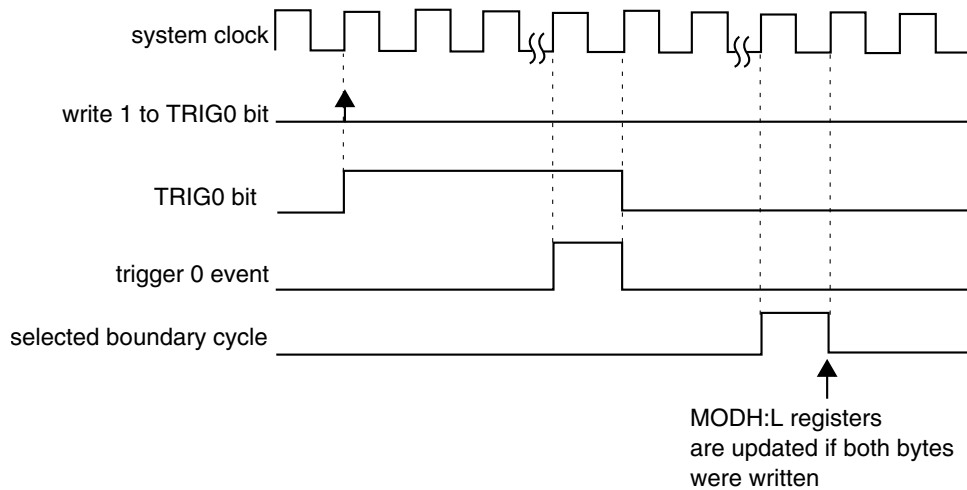 system clock
write 1 to TRIG0 bit
TRIG0 bit
trigger 0 event
selected boundary cycle
MODH:L registers
are updated if both bytes
were written